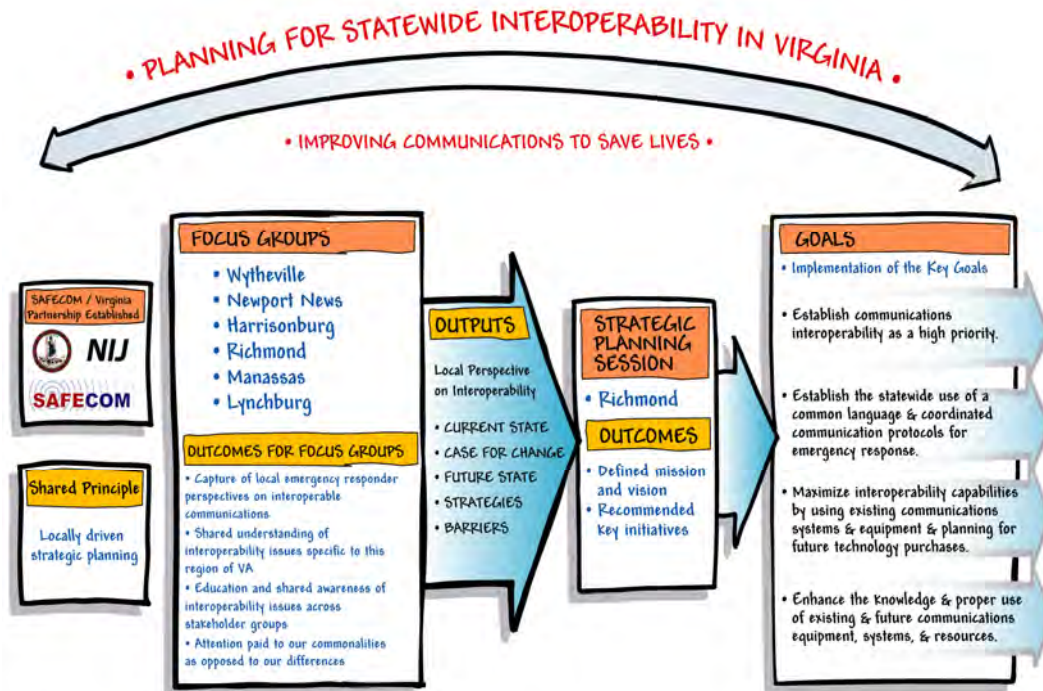 • PLANNING FOR STATEWIDE INTEROPERABILITY IN VIRGINIA •
• IMPROVING COMMUNICATIONS TO SAVE LIVES •
SAFECOM / Virginia
Partnership Established
NIJ
SAFECOM
Shared Principle
Locally driven
strategic planning
FOCUS GROUPS
• Wytheville
• Newport News
• Harrisonburg
• Richmond
• Manassas
• Lynchburg
OUTCOMES FOR FOCUS GROUPS
• Capture of local emergency responder
perspectives on interoperable
communications
• Shared understanding of
interoperability issues specific to this
region of VA
• Education and shared awareness of
interoperability issues across
stakeholder groups
• Attention paid to our commonalities
as opposed to our differences
OUTPUTS
Local Perspective
on Interoperability
• CURRENT STATE
• CASE FOR CHANGE
• FUTURE STATE
• STRATEGIES
• BARRIERS
STRATEGIC
PLANNING
SESSION
• Richmond
OUTCOMES
• Defined mission
and vision
• Recommended
Key initiatives
GOALS
• Implementation of the Key Goals
• Establish communications
interoperability as a high priority.
• Establish the statewide use of a
common language & coordinated
communication protocols for
emergency response.
• Maximize interoperability capabilities
by using existing communications
systems & equipment & planning for
future technology purchases.
• Enhance the Knowledge & proper use
of existing & future communications
equipment, systems, & resources.